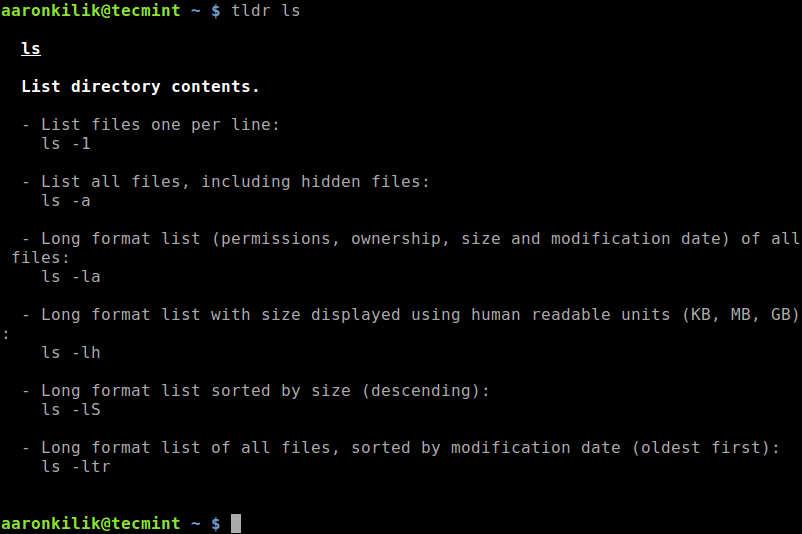 aaronkilik@tecmint ~ $ tldr ls
ls
List directory contents.
- List files one per line:
ls -1
- List all files, including hidden files:
ls -a
- Long format list (permissions, ownership, size and modification date) of all
files:
ls -la
- Long format list with size displayed using human readable units (KB, MB, GB)
:
ls -lh
- Long format list sorted by size (descending):
ls -lS
- Long format list of all files, sorted by modification date (oldest first):
ls -ltr
aaronkilik@tecmint ~ $